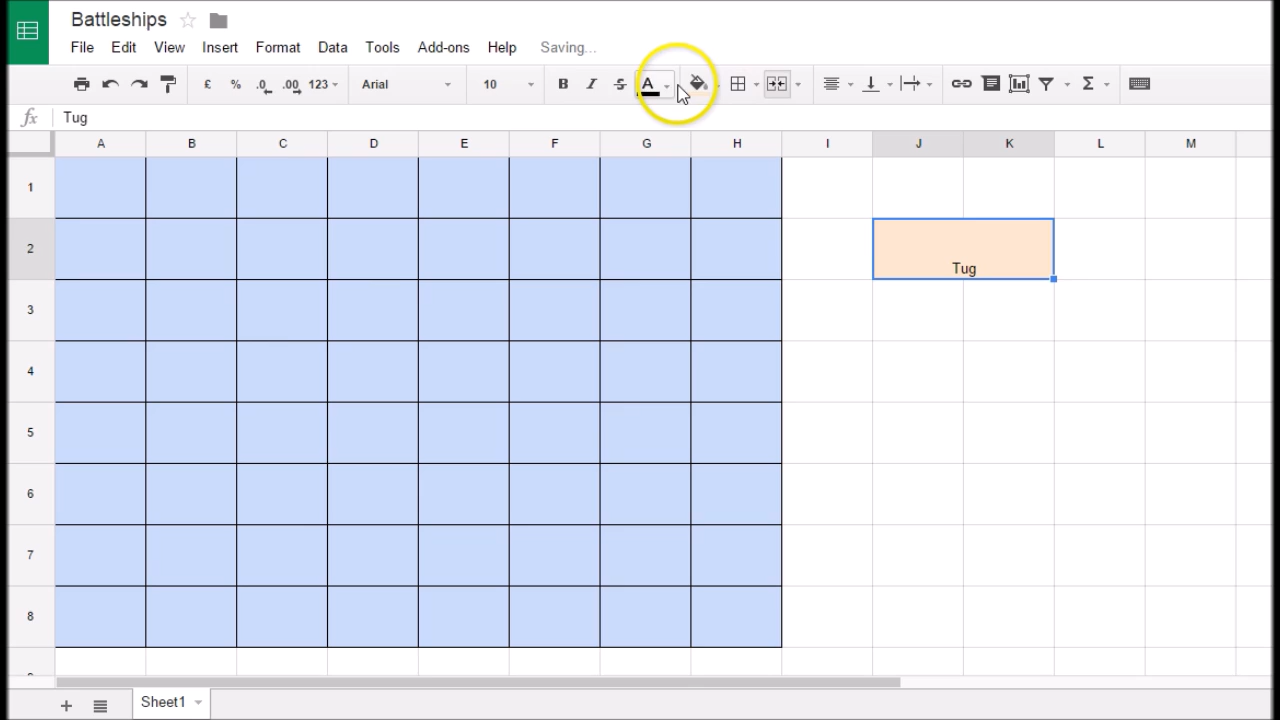 Battleships
File Edit View Insert Format Data Tools Add-ons Help Saving...
£ % .0 .00 123 Arial 10 B I S A Σ
fx Tug
A B C D E F G H I J K L M
1
2 Tug
3
4
5
6
7
8
+ Sheet1